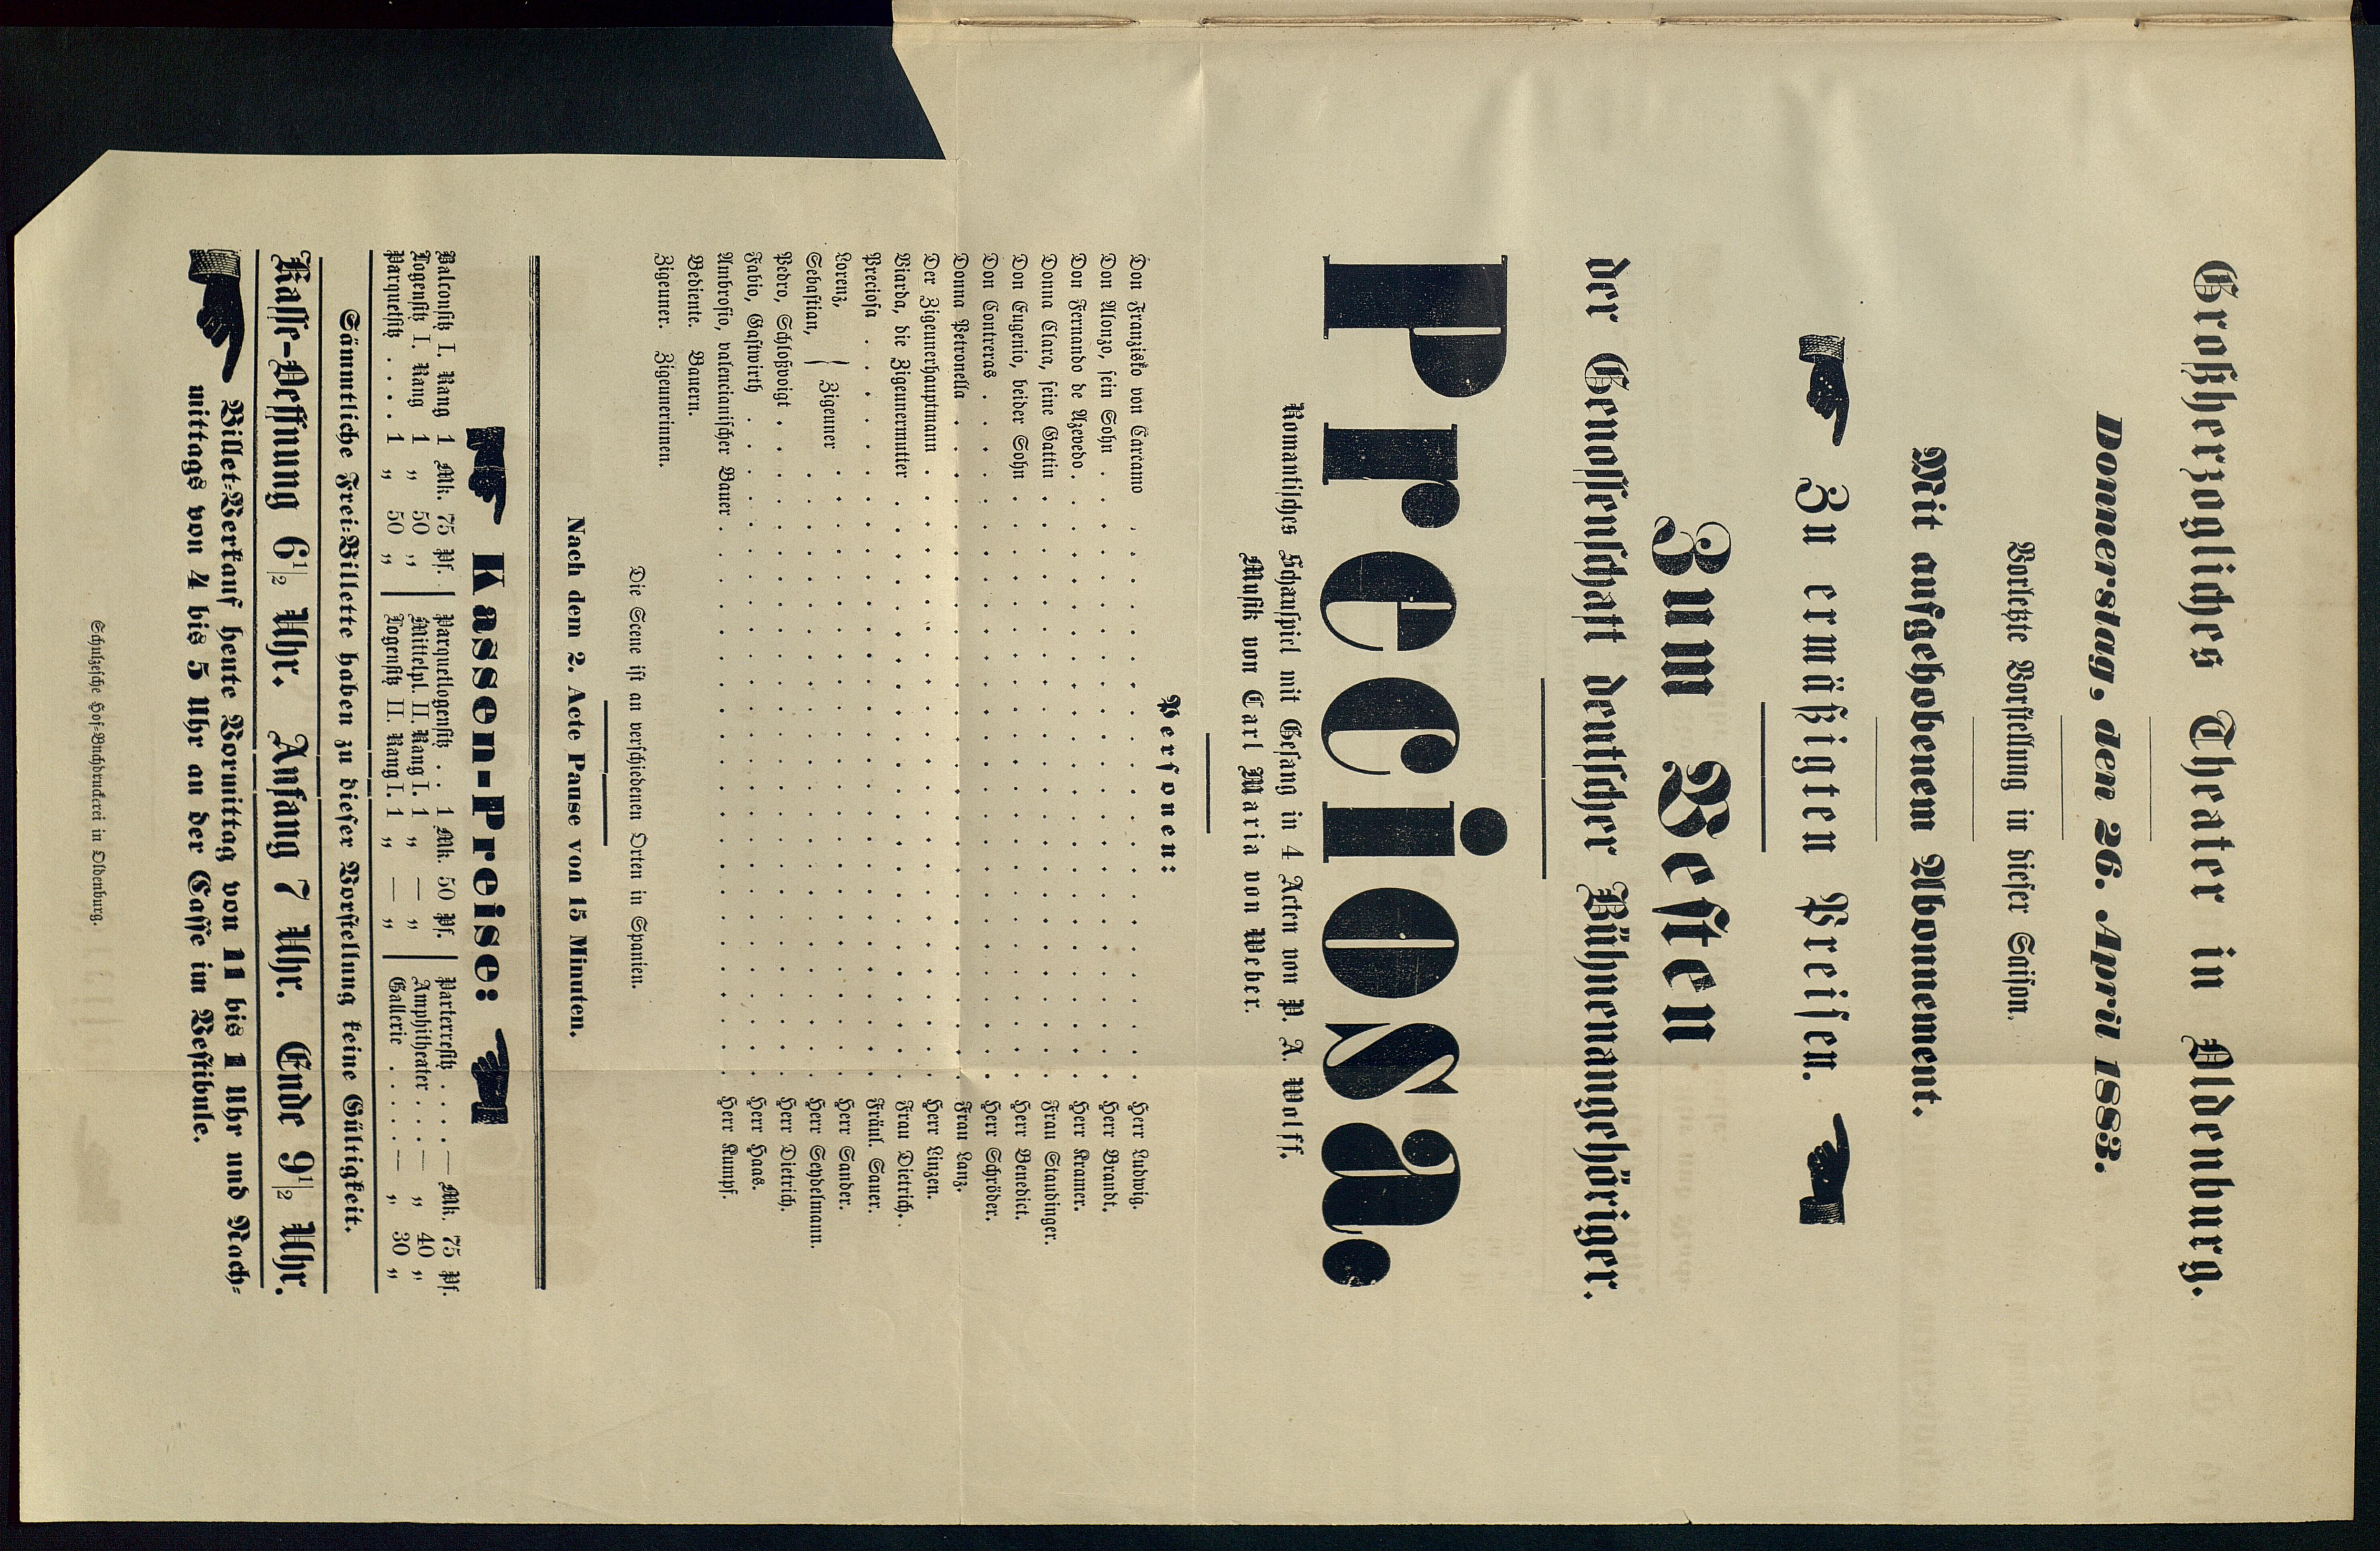 Großherzogliches Theater in Oldenburg.
Donnerstag, den 26. April 1883.
Vorletzte Vorstellung in dieser Saison.
Mit aufgehobenem Abonnement.
Zu ermäßigten Preisen.
Zum Besten
der Genossenschaft deutscher Bühnenangehöriger.
Preciosa.
Romantisches Schauspiel mit Gesang in 4 Acten von P. A. Wolff.
Musik von Carl Maria von Weber.
Personen:
Don Franzisko von Carcamo . . . . Herr Ludwig.
Don Alonzo, sein Sohn . . . . Herr Brandt.
Don Fernando de Azevedo . . . . Herr Kramer.
Donna Clara, seine Gattin . . . . Frau Staudinger.
Don Eugenio, beider Sohn . . . . Herr Benedict.
Don Contreras . . . . Herr Schröder.
Donna Petronella . . . . Frau Lanz.
Der Zigeunerhauptmann . . . . Herr Linzen.
Viarda, die Zigeunermutter . . . . Frau Dietrich.
Preciosa . . . . Fräul. Sauer.
Lorenz, } Zigeuner . . . . Herr Sander.
Sebastian, } . . . . Herr Seydelmann.
Pedro, Schloßvoigt . . . . Herr Dietrich.
Fabio, Gastwirth . . . . Herr Haas.
Ambrosio, valencianischer Bauer . . . . Herr Kumpf.
Bediente. Bauern.
Zigeuner. Zigeunerinnen.
Die Scene ist an verschiedenen Orten in Spanien.
Nach dem 2. Acte Pause von 15 Minuten.
Kassen-Preise:
Balconsitz I. Rang 1 Mk. 75 Pf. | Parquetlogensitz . . 1 Mk. 50 Pf. | Parterresitz . . . . — Mk. 75 Pf.
Logensitz I. Rang 1 „ 50 „ | Mittelpl. II. Rang I. 1 „ — „ | Amphitheater . . . — „ 40 „
Parquetsitz . . . . 1 „ 50 „ | Logensitz II. Rang I. 1 „ — „ | Gallerie . . . . . — „ 30 „
Sämmtliche Frei-Billette haben zu dieser Vorstellung keine Gültigkeit.
Kasse-Oeffnung 6½ Uhr. Anfang 7 Uhr. Ende 9½ Uhr.
Billet-Verkauf heute Vormittag von 11 bis 1 Uhr und Nach-
mittags von 4 bis 5 Uhr an der Casse im Vestibule.
Schulzesche Hof-Buchdruckerei in Oldenburg.